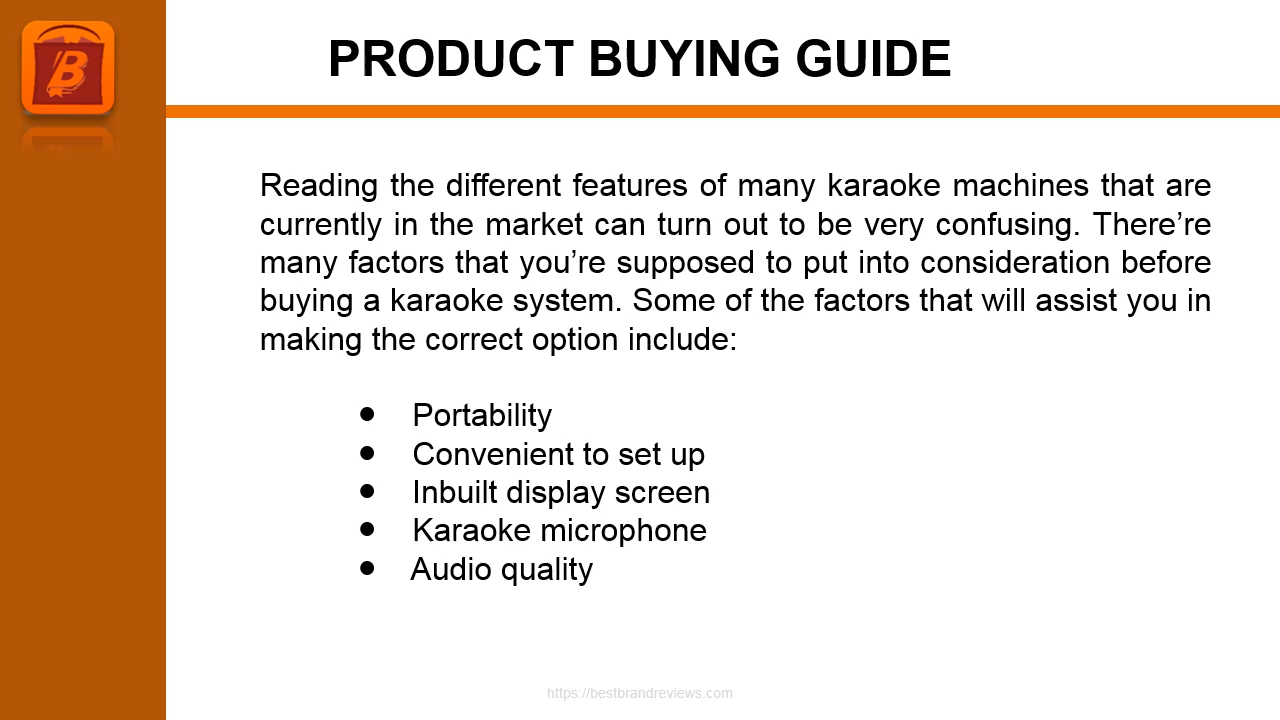 B
PRODUCT BUYING GUIDE
Reading the different features of many karaoke machines that are
currently in the market can turn out to be very confusing. There’re
many factors that you’re supposed to put into consideration before
buying a karaoke system. Some of the factors that will assist you in
making the correct option include:
● Portability
● Convenient to set up
● Inbuilt display screen
● Karaoke microphone
● Audio quality
https://bestbrandreviews.com